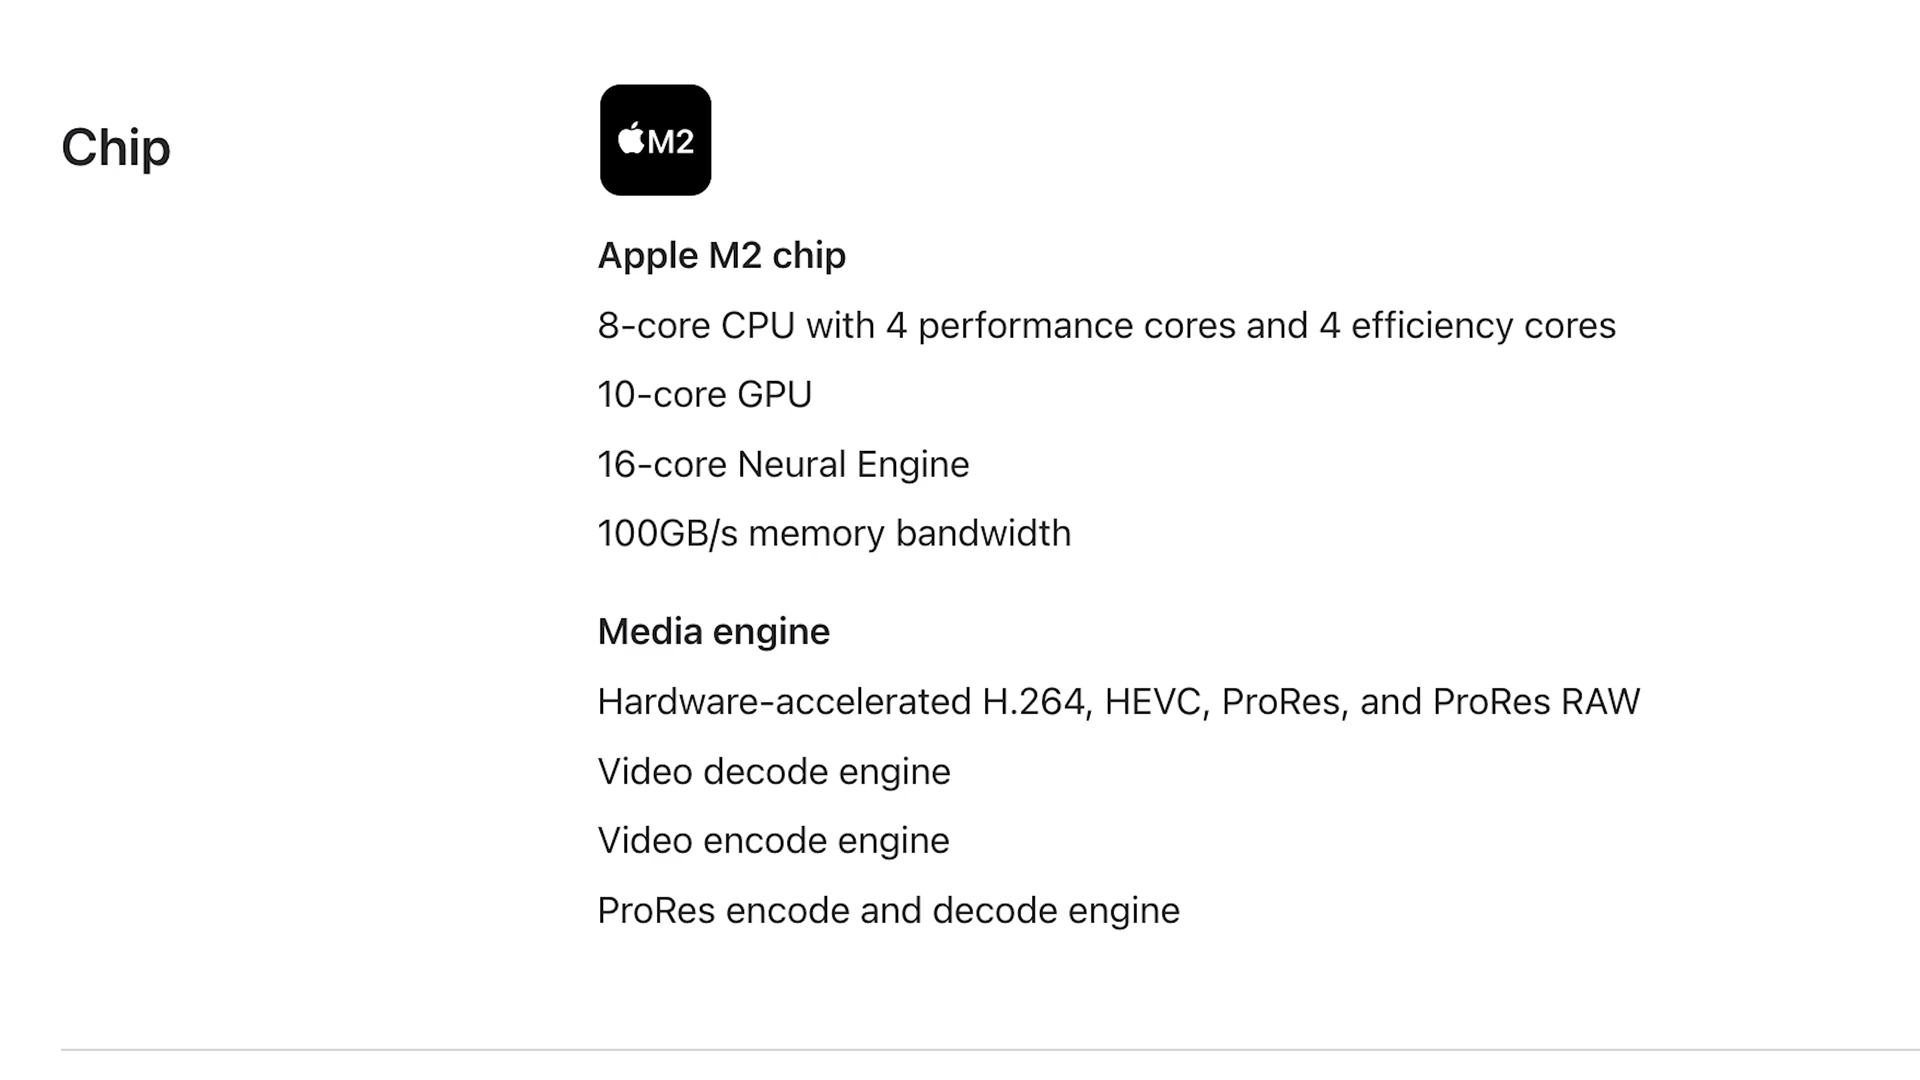 Chip
M2
Apple M2 chip
8-core CPU with 4 performance cores and 4 efficiency cores
10-core GPU
16-core Neural Engine
100GB/s memory bandwidth
Media engine
Hardware-accelerated H.264, HEVC, ProRes, and ProRes RAW
Video decode engine
Video encode engine
ProRes encode and decode engine